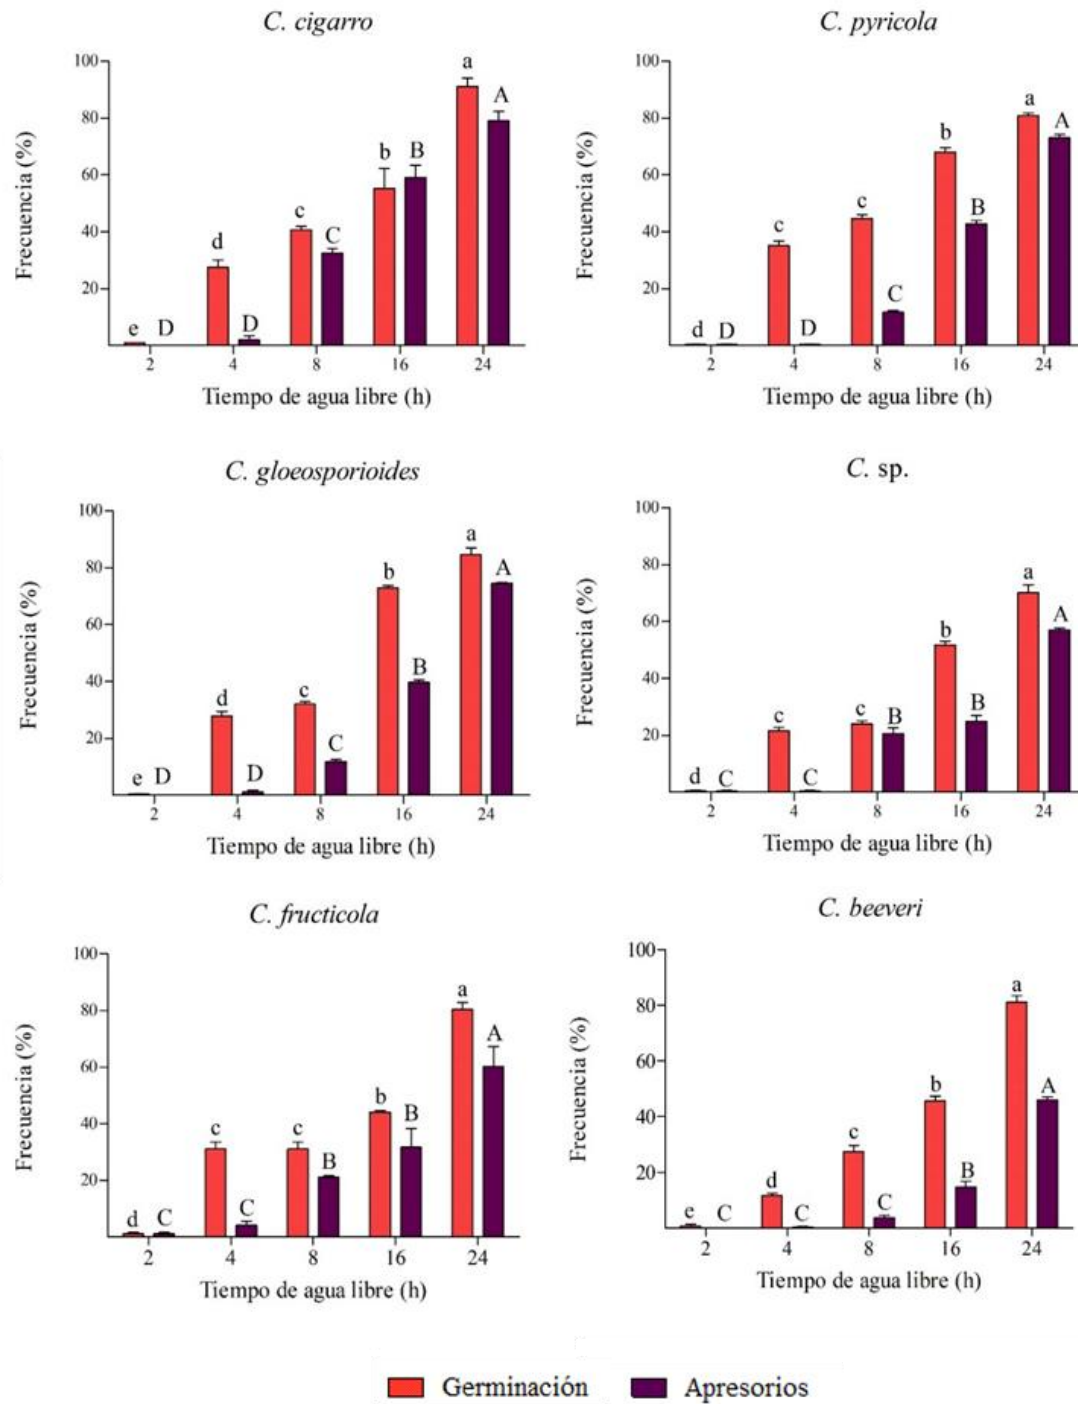 C. cigarro
Frecuencia (%)
100
80
60
40
20
e D
d D
c C
b B
a A
2 4 8 16 24
Tiempo de agua libre (h)
C. pyricola
Frecuencia (%)
100
80
60
40
20
d D
c D
c C
b B
a A
2 4 8 16 24
Tiempo de agua libre (h)
C. gloeosporioides
Frecuencia (%)
100
80
60
40
20
e D
d D
c C
b B
a A
2 4 8 16 24
Tiempo de agua libre (h)
C. sp.
Frecuencia (%)
100
80
60
40
20
d C
c C
c B
b B
a A
2 4 8 16 24
Tiempo de agua libre (h)
C. fructicola
Frecuencia (%)
100
80
60
40
20
d C
c C
c B
b B
a A
2 4 8 16 24
Tiempo de agua libre (h)
C. beeveri
Frecuencia (%)
100
80
60
40
20
e C
d C
c C
b B
a A
2 4 8 16 24
Tiempo de agua libre (h)
Germinación Apresorios